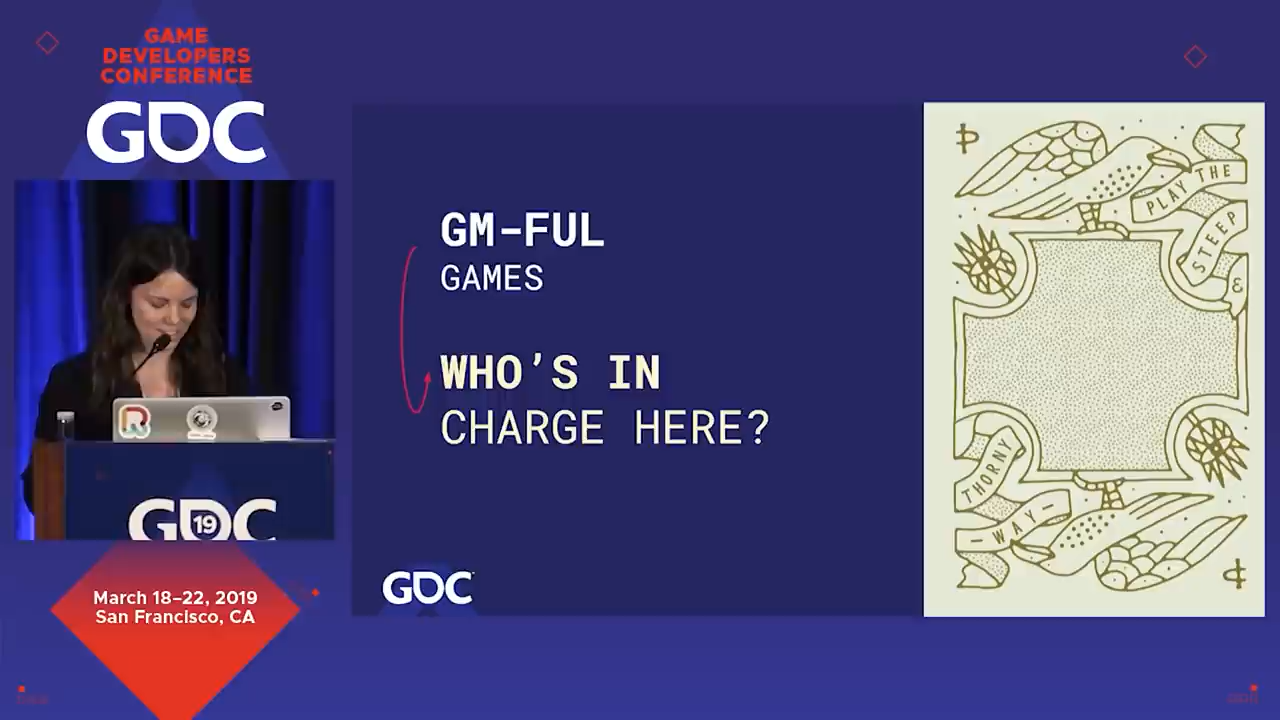 GAME
DEVELOPERS
CONFERENCE
GDC
GDC
19
March 18–22, 2019
San Francisco, CA
GM-FUL
GAMES
WHO'S IN
CHARGE HERE?
GDC
PLAY THE
STEEP
&
THORNY
-WAY-